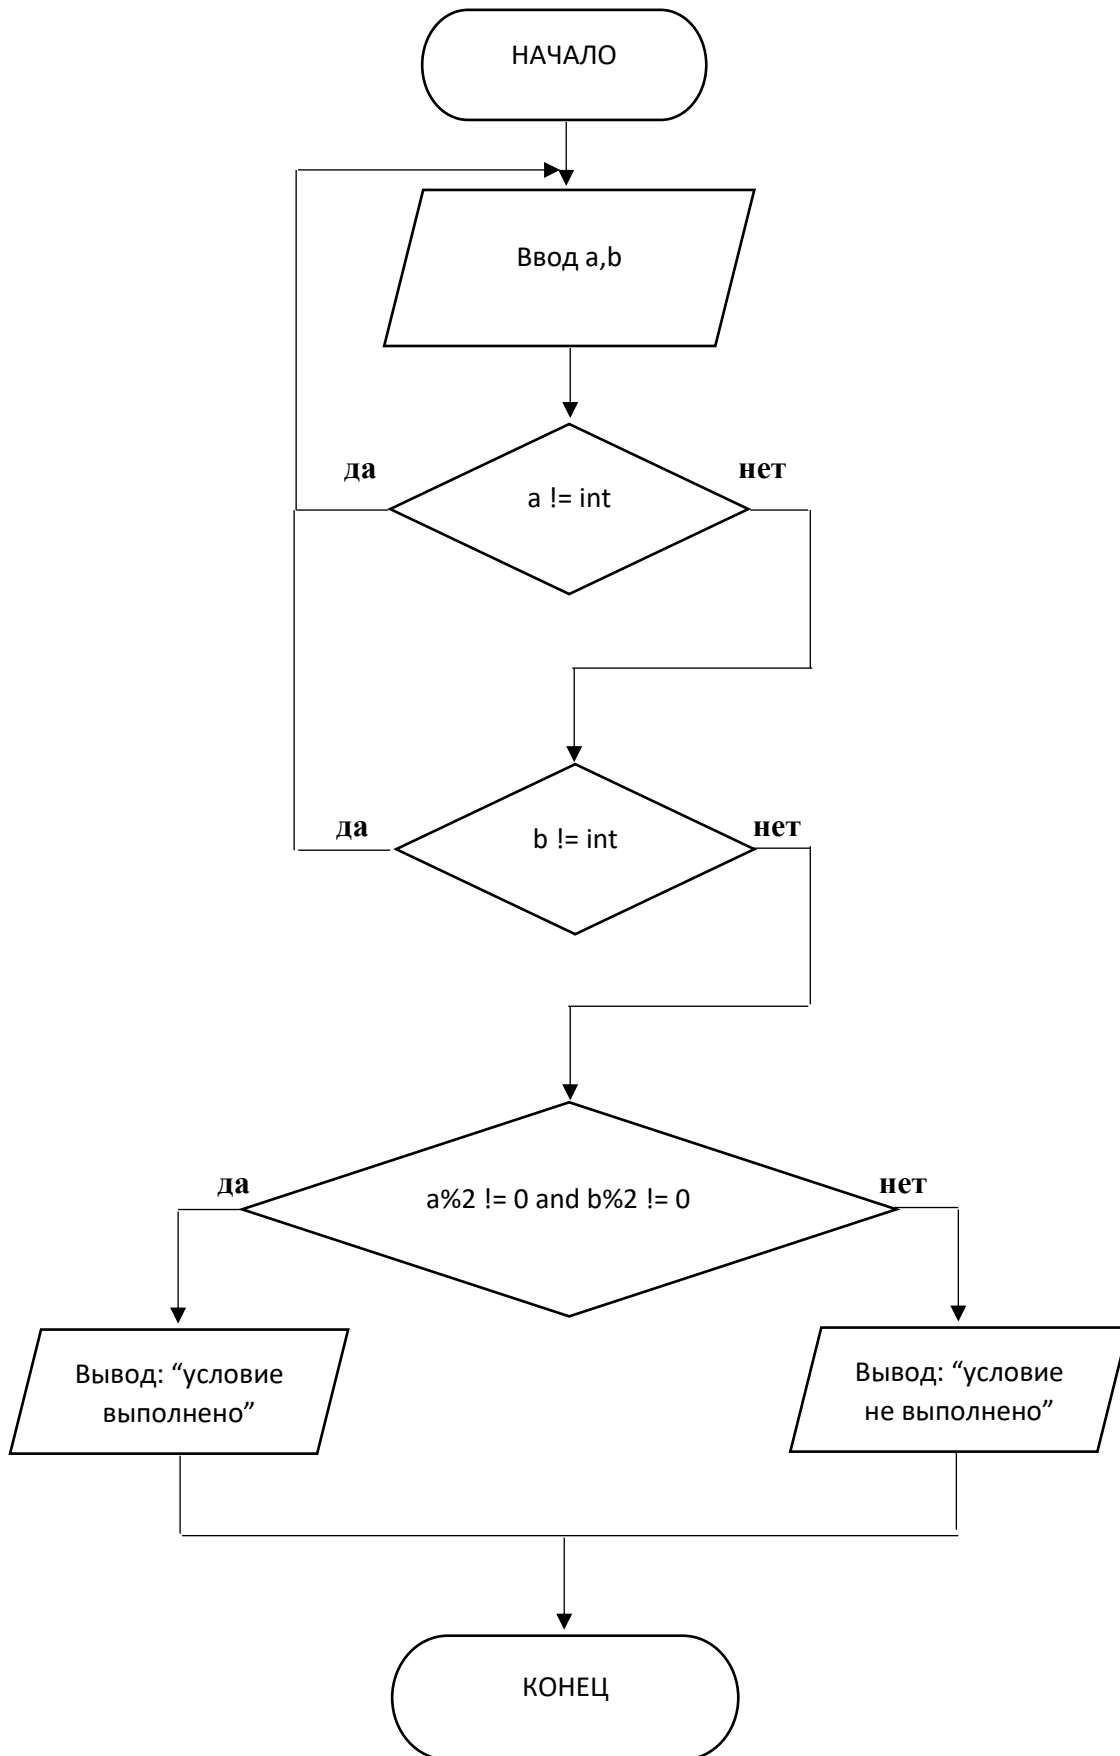 НАЧАЛО
Ввод a,b
да
нет
a != int
да
нет
b != int
да
нет
a%2 != 0 and b%2 != 0
Вывод: “условие
выполнено”
Вывод: “условие
не выполнено”
КОНЕЦ